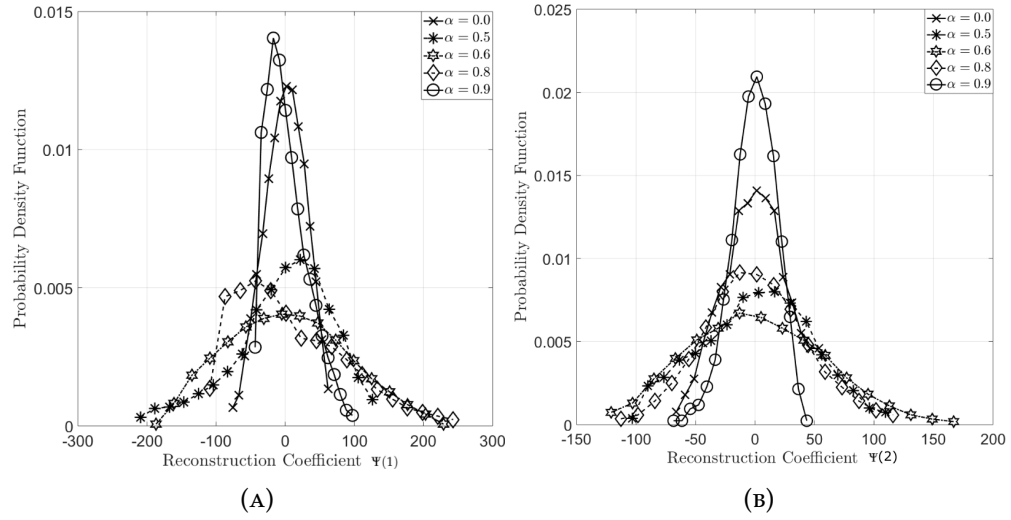 0.015
0.01
0.005
0
-300
-200
-100
0
100
200
300
Probability Density Function
Reconstruction Coefficient Ψ(1)
α = 0.0
α = 0.5
α = 0.6
α = 0.8
α = 0.9
(A)
0.025
0.02
0.015
0.01
0.005
0
-150
-100
-50
0
50
100
150
200
Probability Density Function
Reconstruction Coefficient Ψ(2)
α = 0.0
α = 0.5
α = 0.6
α = 0.8
α = 0.9
(B)